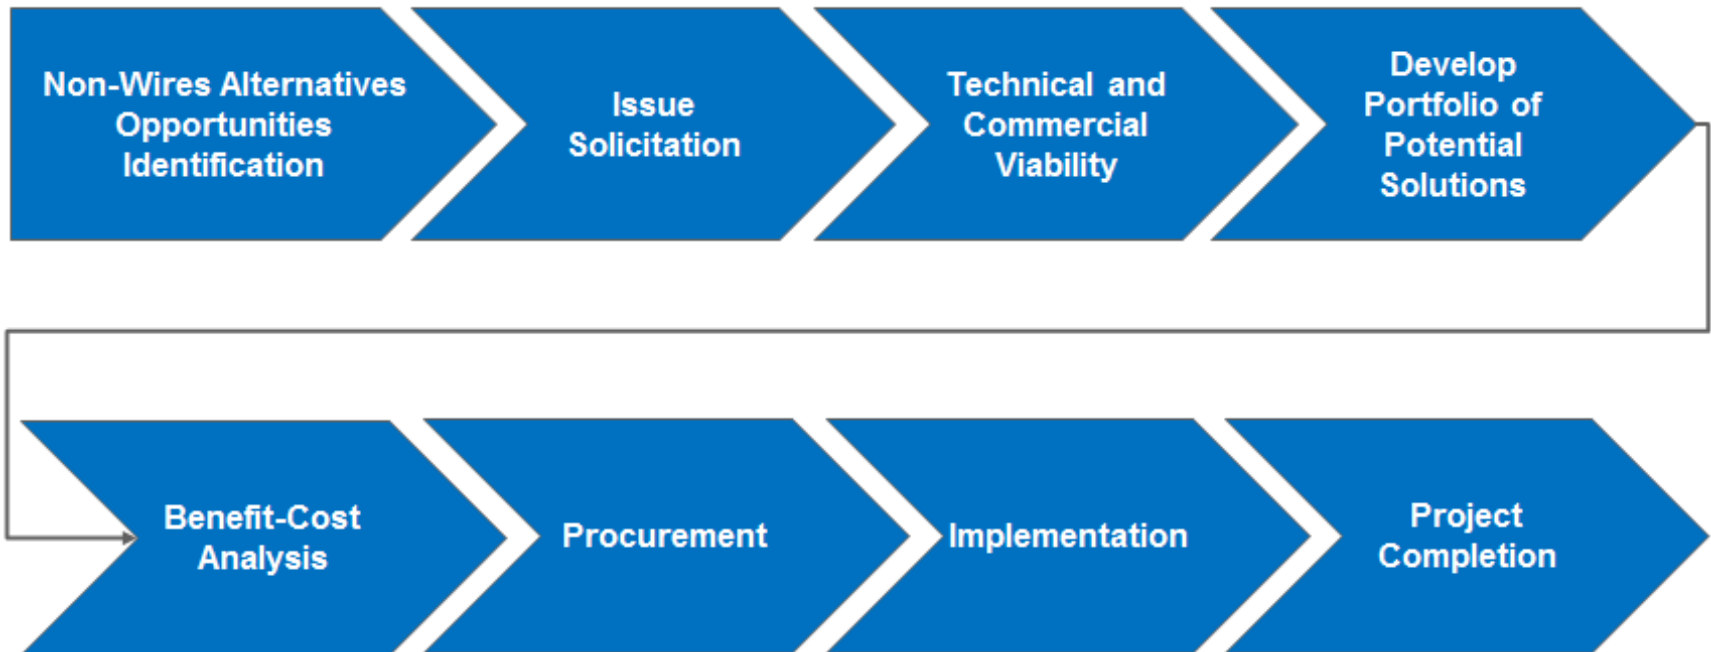 Non-Wires Alternatives
Opportunities
Identification
Issue
Solicitation
Technical and
Commercial
Viability
Develop
Portfolio of
Potential
Solutions
Benefit-Cost
Analysis
Procurement
Implementation
Project
Completion